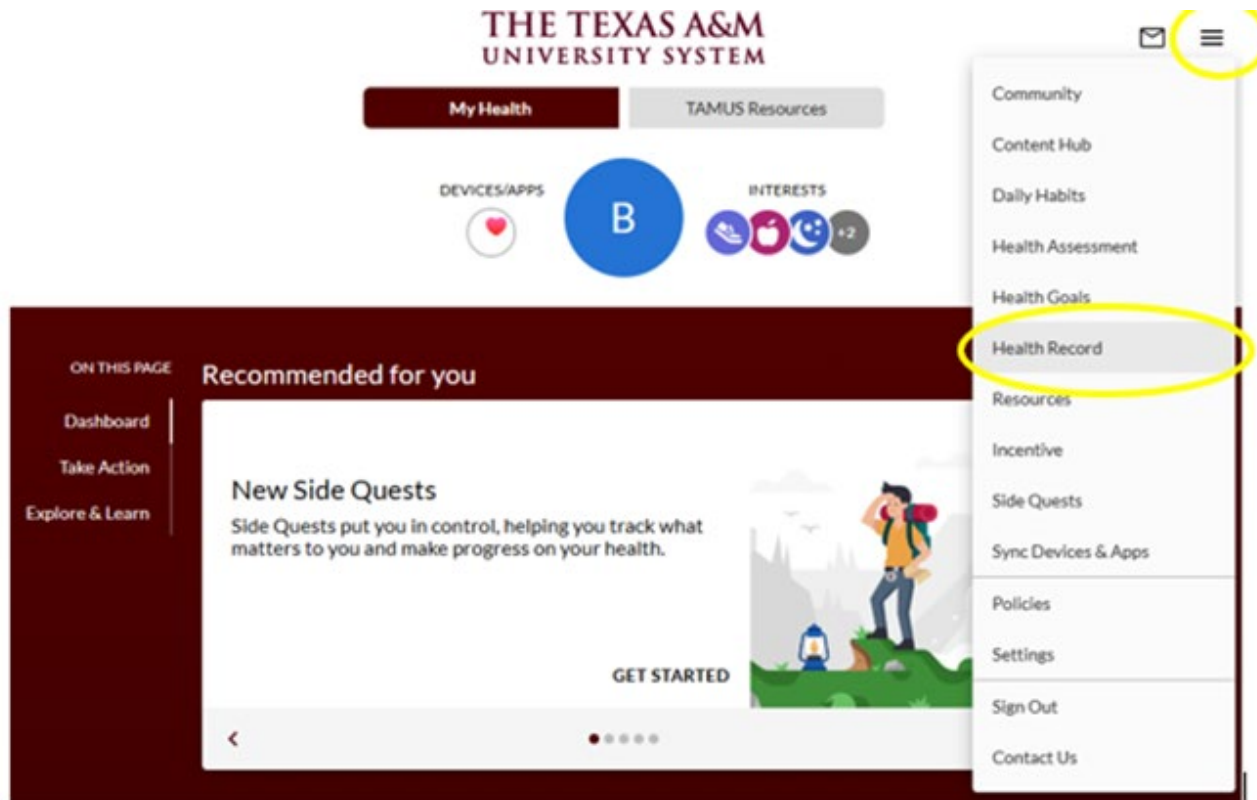 THE TEXAS A&M
UNIVERSITY SYSTEM
My Health
TAMUS Resources
DEVICES/APPS
B
INTERESTS
+2
Community
Content Hub
Daily Habits
Health Assessment
Health Goals
Health Record
Resources
Incentive
Side Quests
Sync Devices & Apps
Policies
Settings
Sign Out
Contact Us
ON THIS PAGE
Dashboard
Take Action
Explore & Learn
Recommended for you
New Side Quests
Side Quests put you in control, helping you track what
matters to you and make progress on your health.
GET STARTED